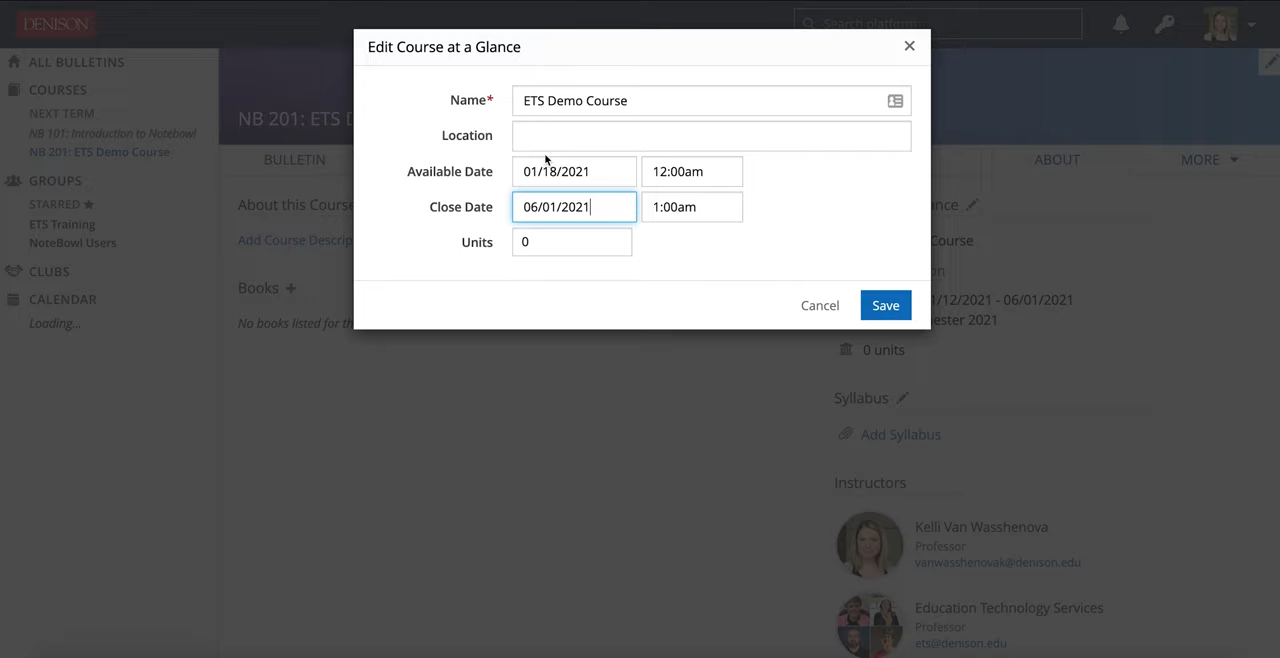 DENISON
Search platform
ALL BULLETINS
COURSES
NEXT TERM
NB 101: Introduction to Notebowl
NB 201: ETS Demo Course
GROUPS
STARRED ★
ETS Training
NoteBowl Users
CLUBS
CALENDAR
Loading...
NB 201: ETS D
BULLETIN
ABOUT
MORE
About this Course
Add Course Descrip
Books +
No books listed for th
Edit Course at a Glance
Name*
ETS Demo Course
Location
Available Date
01/18/2021
12:00am
Close Date
06/01/2021
1:00am
Units
0
Cancel
Save
ance
Course
on
1/12/2021 - 06/01/2021
ester 2021
0 units
Syllabus
Add Syllabus
Instructors
Kelli Van Wasshenova
Professor
vanwasshenovak@denison.edu
Education Technology Services
Professor
ets@denison.edu